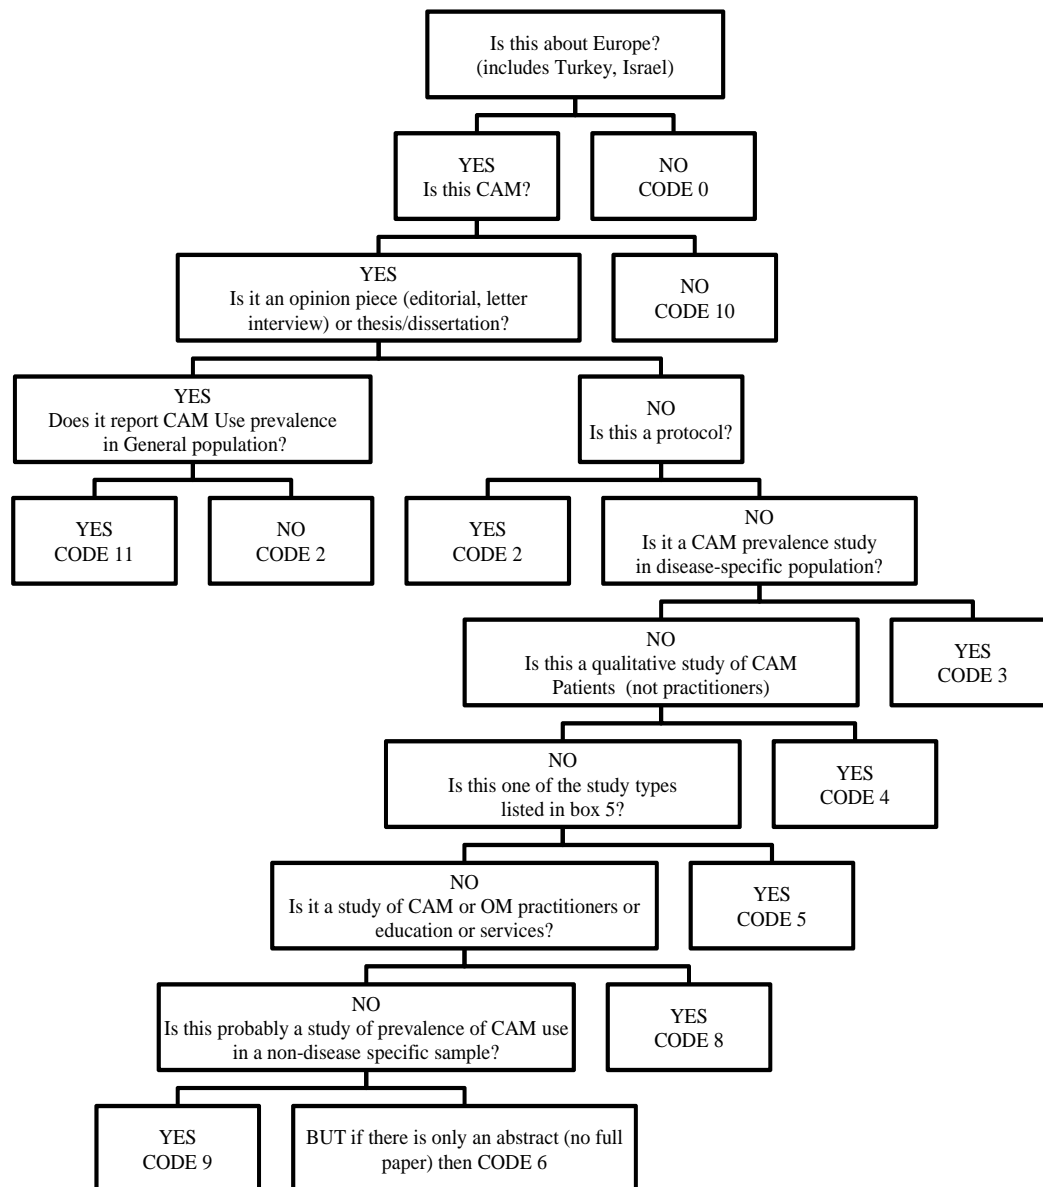 Is this about Europe?
(includes Turkey, Israel)
YES
Is this CAM?
NO
CODE 0
YES
Is it an opinion piece (editorial, letter
interview) or thesis/dissertation?
NO
CODE 10
YES
Does it report CAM Use prevalence
in General population?
NO
Is this a protocol?
YES
CODE 11
NO
CODE 2
YES
CODE 2
NO
Is it a CAM prevalence study
in disease-specific population?
NO
Is this a qualitative study of CAM
Patients (not practitioners)
YES
CODE 3
NO
Is this one of the study types
listed in box 5?
YES
CODE 4
NO
Is it a study of CAM or OM practitioners or
education or services?
YES
CODE 5
NO
Is this probably a study of prevalence of CAM use
in a non-disease specific sample?
YES
CODE 8
YES
CODE 9
BUT if there is only an abstract (no full
paper) then CODE 6